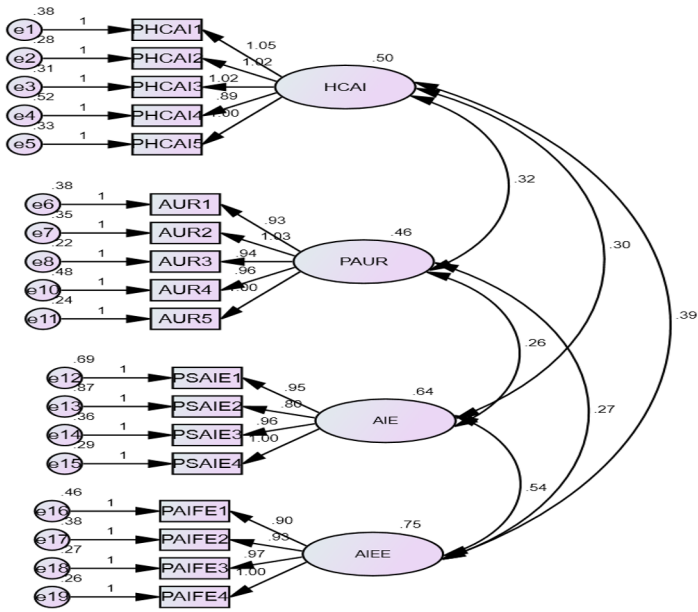 .38
e1 1 PHCAI1
.28
e2 1 PHCAI2
.31
e3 1 PHCAI3
.52
e4 1 PHCAI4
.33
e5 1 PHCAI5
1.05
1.02
1.02
.89
1.00
.50
HCAI
.38
e6 1 AUR1
.35
e7 1 AUR2
.22
e8 1 AUR3
.48
e10 1 AUR4
.24
e11 1 AUR5
.93
1.03
.94
.96
1.00
.46
PAUR
.69
e12 1 PSAIE1
.87
e13 1 PSAIE2
.36
e14 1 PSAIE3
.29
e15 1 PSAIE4
.95
.80
.96
1.00
.64
AIE
.46
e16 1 PAIFE1
.38
e17 1 PAIFE2
.27
e18 1 PAIFE3
.26
e19 1 PAIFE4
.90
.93
.97
1.00
.75
AIEE
.32
.30
.39
.26
.27
.54